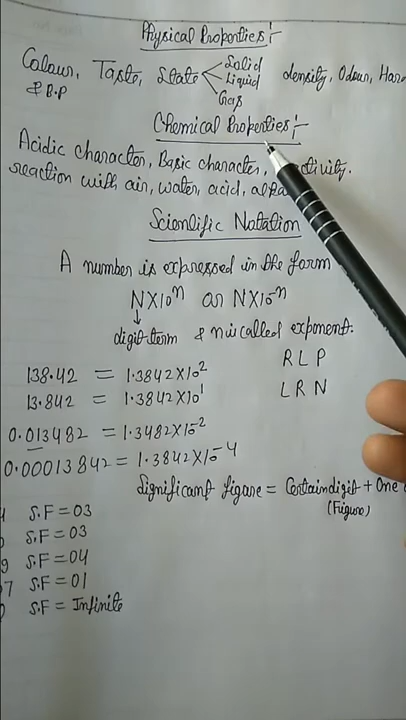 Physical Properties:-
Colour, Taste, State < Solid Liquid Gas density, Odour,
& B.P
Chemical Properties:-
Acidic character, Basic character,
reaction with air, water, acid,
Scientific Notation
A number is expressed in the form
N×10ⁿ or N×10⁻ⁿ
digit term & n is called exponent.
RLP
138.42 = 1.3842×10²
LRN
13.842 = 1.3842×10¹
0.013482 = 1.3482×10⁻²
0.00013842 = 1.3842×10⁻⁴
Significant figure = Certain digit + One
(Figure)
S.F = 03
S.F = 03
9 S.F = 04
7 S.F = 01
S.F = Infinite